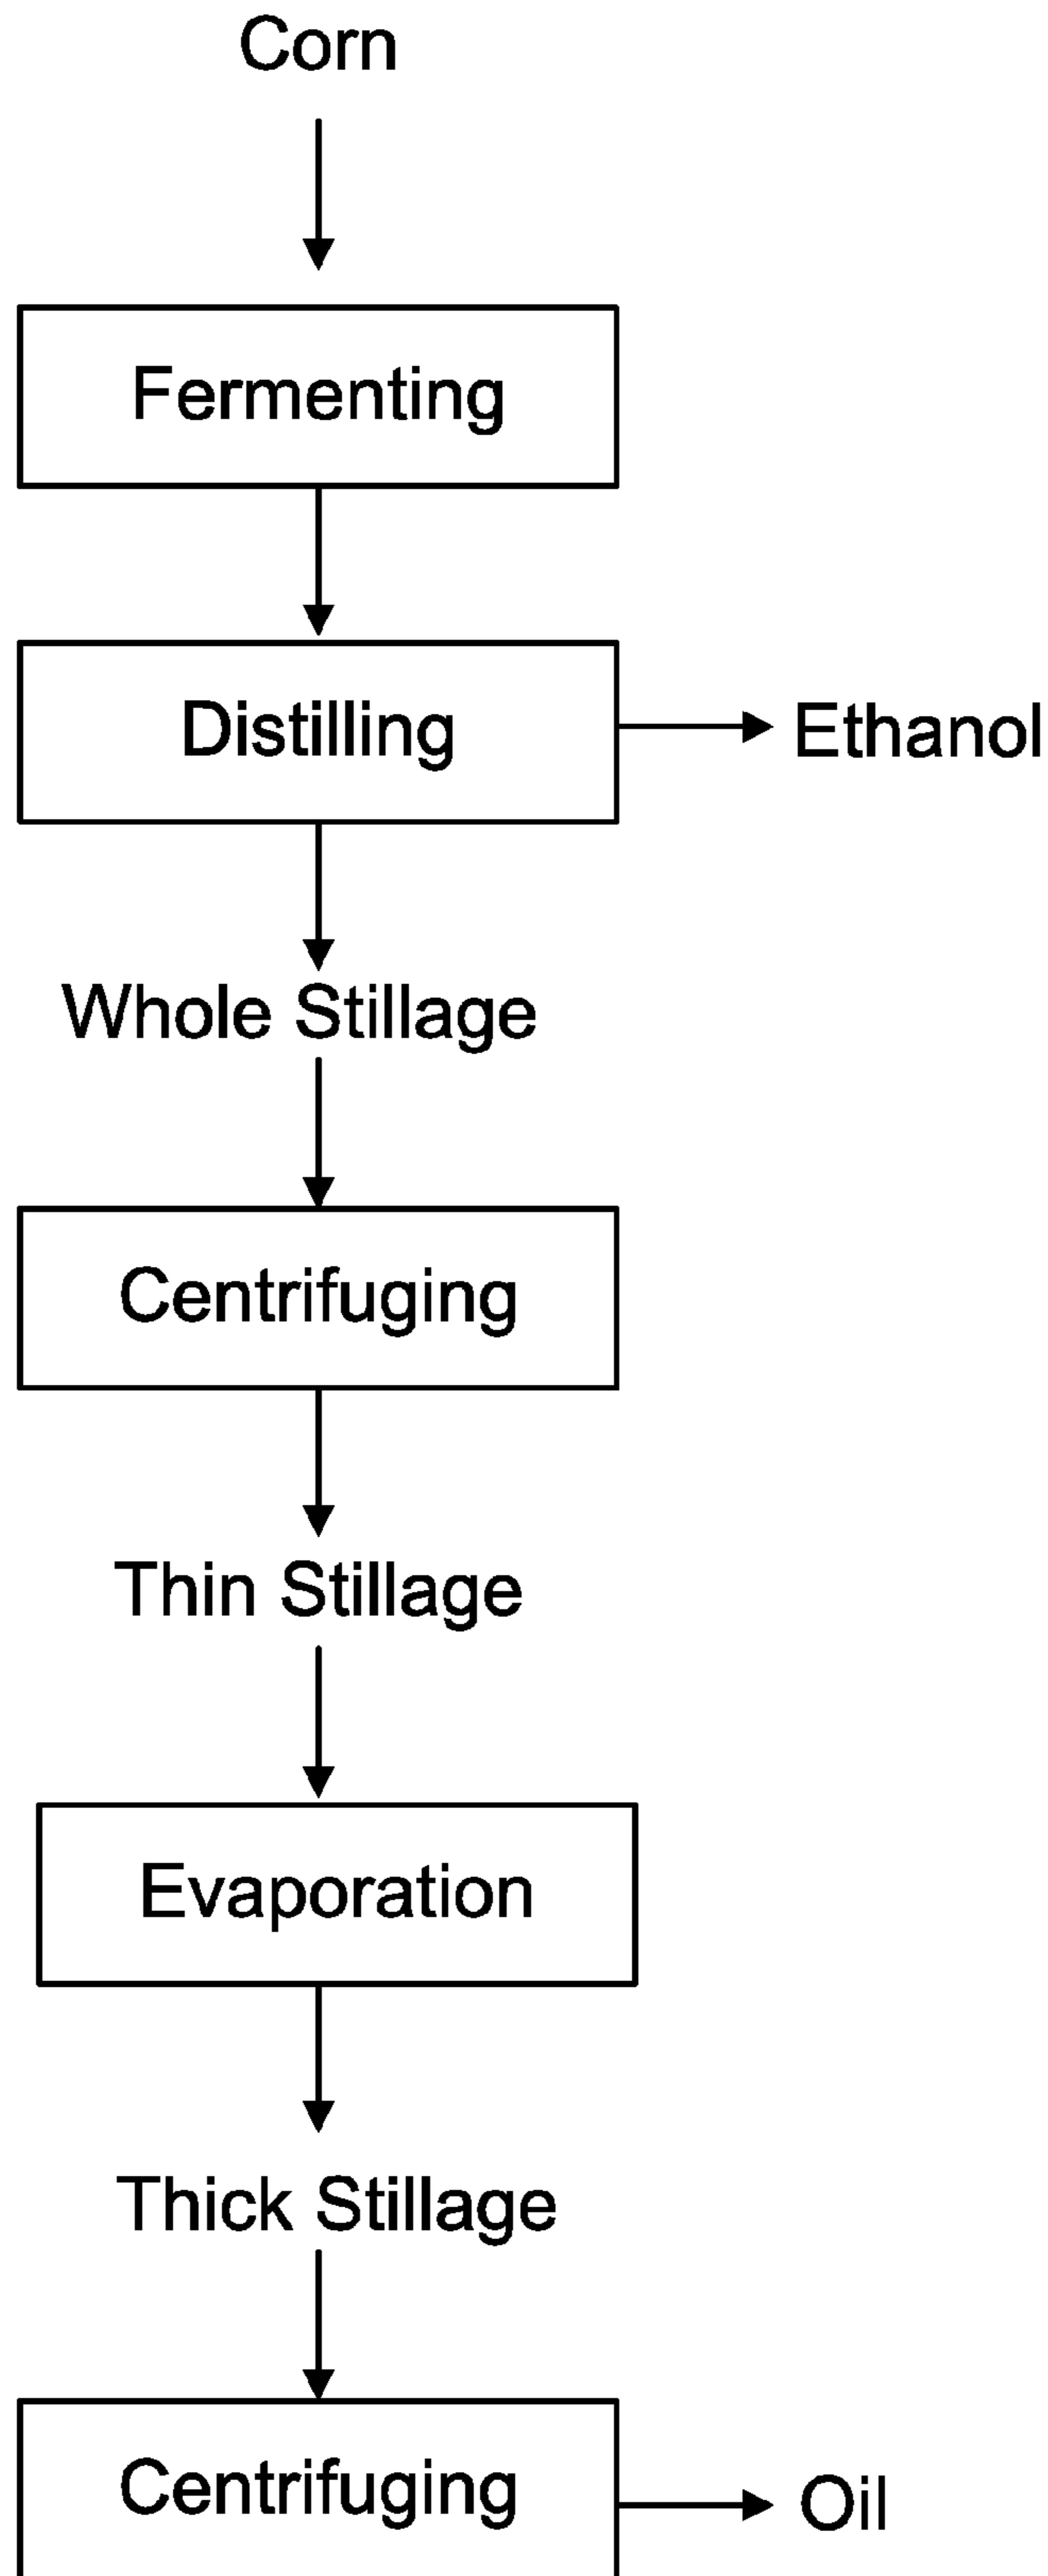 Corn
Fermenting
Distilling
Ethanol
Whole Stillage
Centrifuging
Thin Stillage
Evaporation
Thick Stillage
Centrifuging
Oil